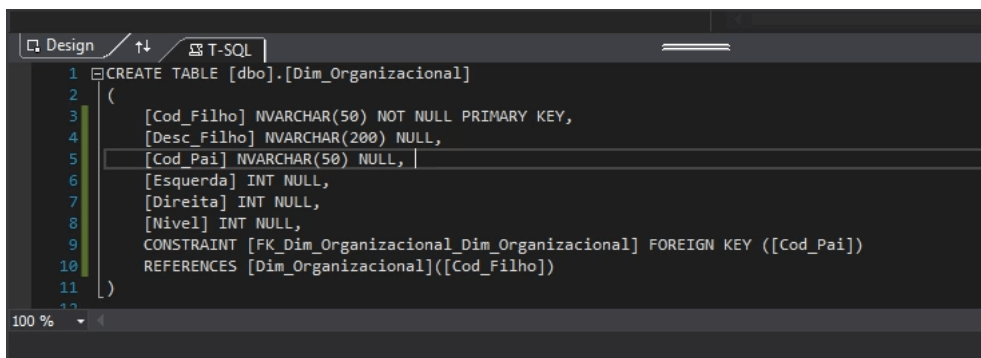 Design T-SQL
1 CREATE TABLE [dbo].[Dim_Organizacional]
2 (
3 [Cod_Filho] NVARCHAR(50) NOT NULL PRIMARY KEY,
4 [Desc_Filho] NVARCHAR(200) NULL,
5 [Cod_Pai] NVARCHAR(50) NULL,
6 [Esquerda] INT NULL,
7 [Direita] INT NULL,
8 [Nivel] INT NULL,
9 CONSTRAINT [FK_Dim_Organizacional_Dim_Organizacional] FOREIGN KEY ([Cod_Pai])
10 REFERENCES [Dim_Organizacional]([Cod_Filho])
11 )
12
100 %